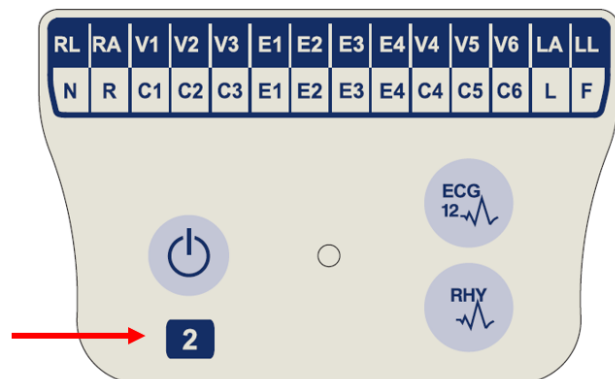 RL RA V1 V2 V3 E1 E2 E3 E4 V4 V5 V6 LA LL
N R C1 C2 C3 E1 E2 E3 E4 C4 C5 C6 L F
ECG
12
RHY
2